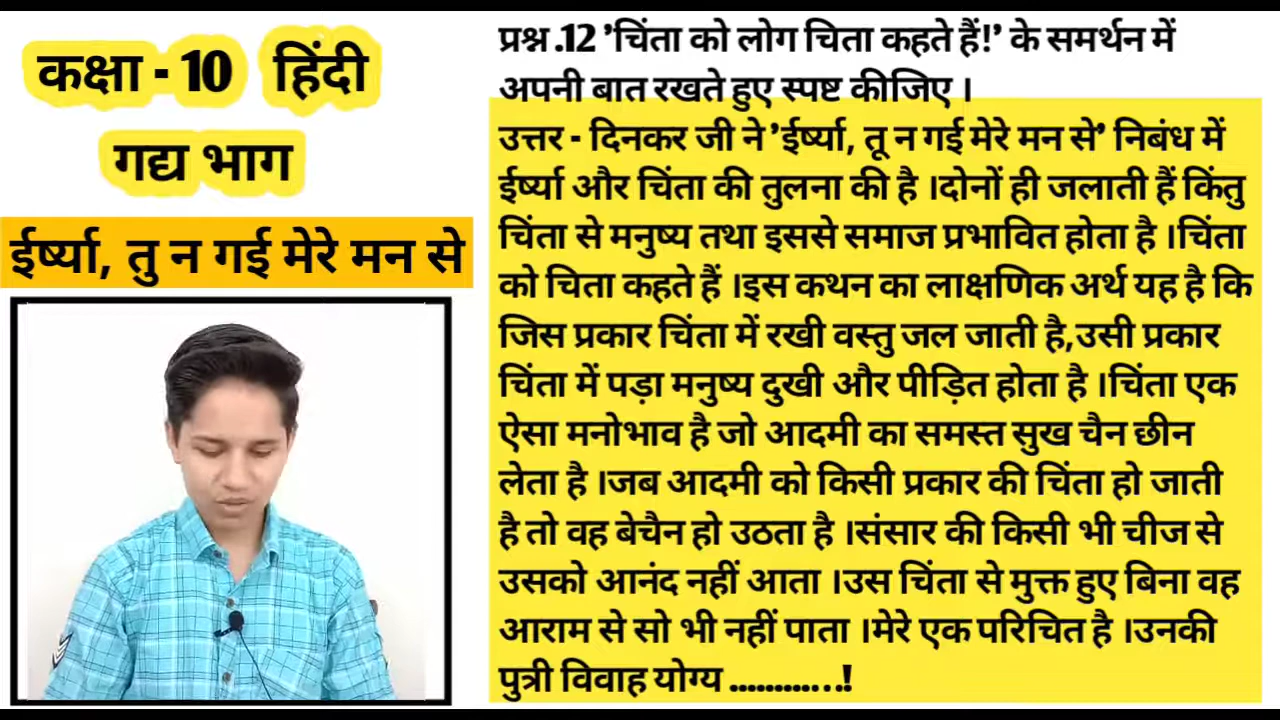 कक्षा - 10 हिंदी
गद्य भाग
ईर्ष्या, तु न गई मेरे मन से
प्रश्न .12 ’चिंता को लोग चिता कहते हैं!’ के समर्थन में
अपनी बात रखते हुए स्पष्ट कीजिए ।
उत्तर - दिनकर जी ने ’ईर्ष्या, तू न गई मेरे मन से’ निबंध में
ईर्ष्या और चिंता की तुलना की है ।दोनों ही जलाती हैं किंतु
चिंता से मनुष्य तथा इससे समाज प्रभावित होता है ।चिंता
को चिता कहते हैं ।इस कथन का लाक्षणिक अर्थ यह है कि
जिस प्रकार चिंता में रखी वस्तु जल जाती है,उसी प्रकार
चिंता में पड़ा मनुष्य दुखी और पीड़ित होता है ।चिंता एक
ऐसा मनोभाव है जो आदमी का समस्त सुख चैन छीन
लेता है ।जब आदमी को किसी प्रकार की चिंता हो जाती
है तो वह बेचैन हो उठता है ।संसार की किसी भी चीज से
उसको आनंद नहीं आता ।उस चिंता से मुक्त हुए बिना वह
आराम से सो भी नहीं पाता ।मेरे एक परिचित है ।उनकी
पुत्री विवाह योग्य .............!